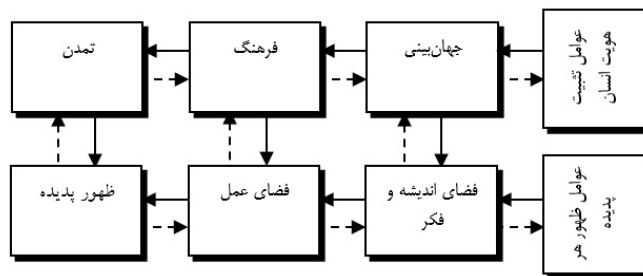 عوامل تثبیت
هویت انسان
جهان‌بینی
فرهنگ
تمدن
عوامل ظهور هر
پدیده
فضای اندیشه و
فکر
فضای عمل
ظهور پدیده